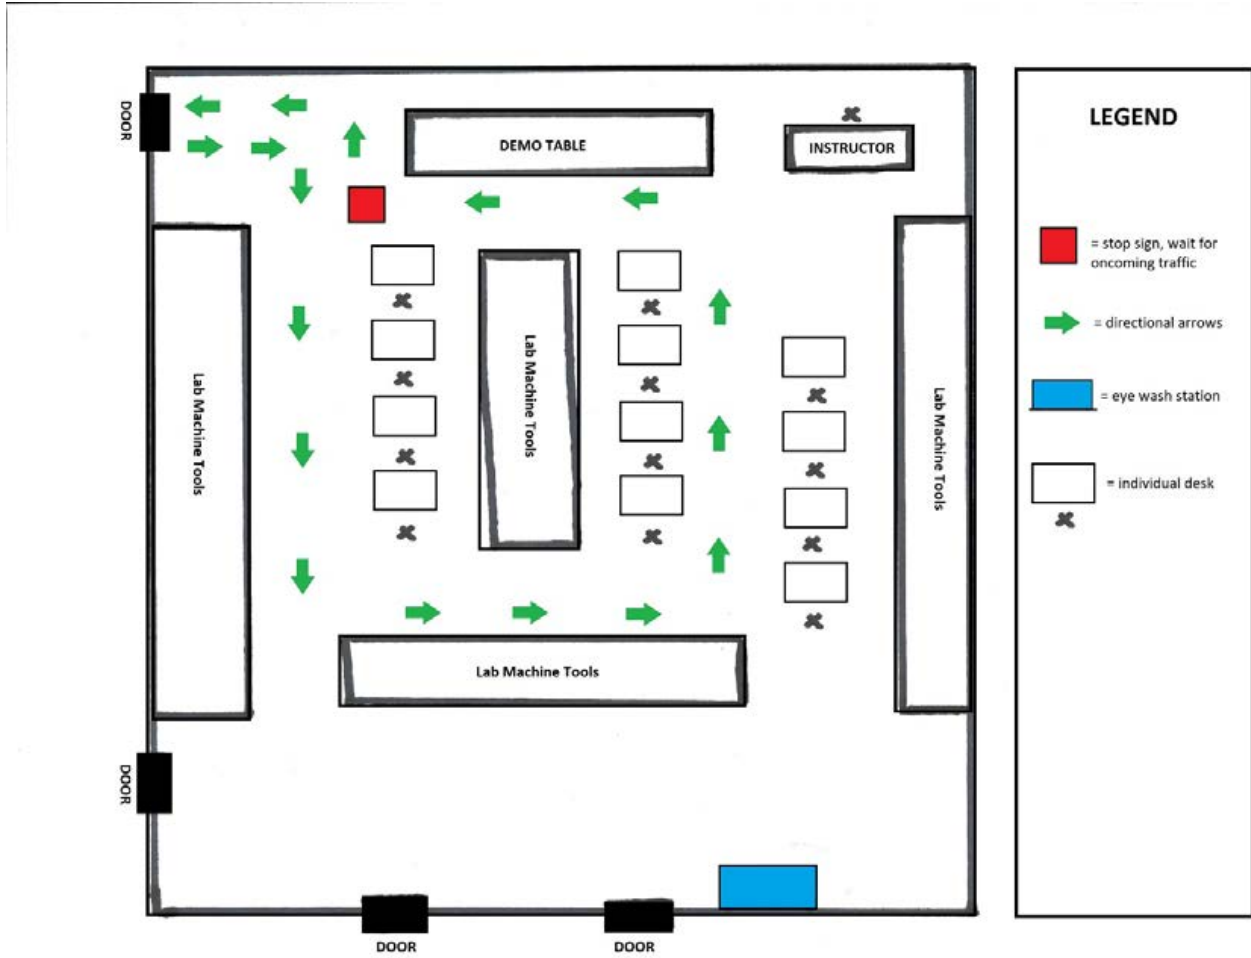 DOOR
DEMO TABLE
INSTRUCTOR
Lab Machine Tools
Lab Machine Tools
Lab Machine Tools
Lab Machine Tools
DOOR
DOOR
DOOR
LEGEND
= stop sign, wait for
oncoming traffic
= directional arrows
= eye wash station
= individual desk